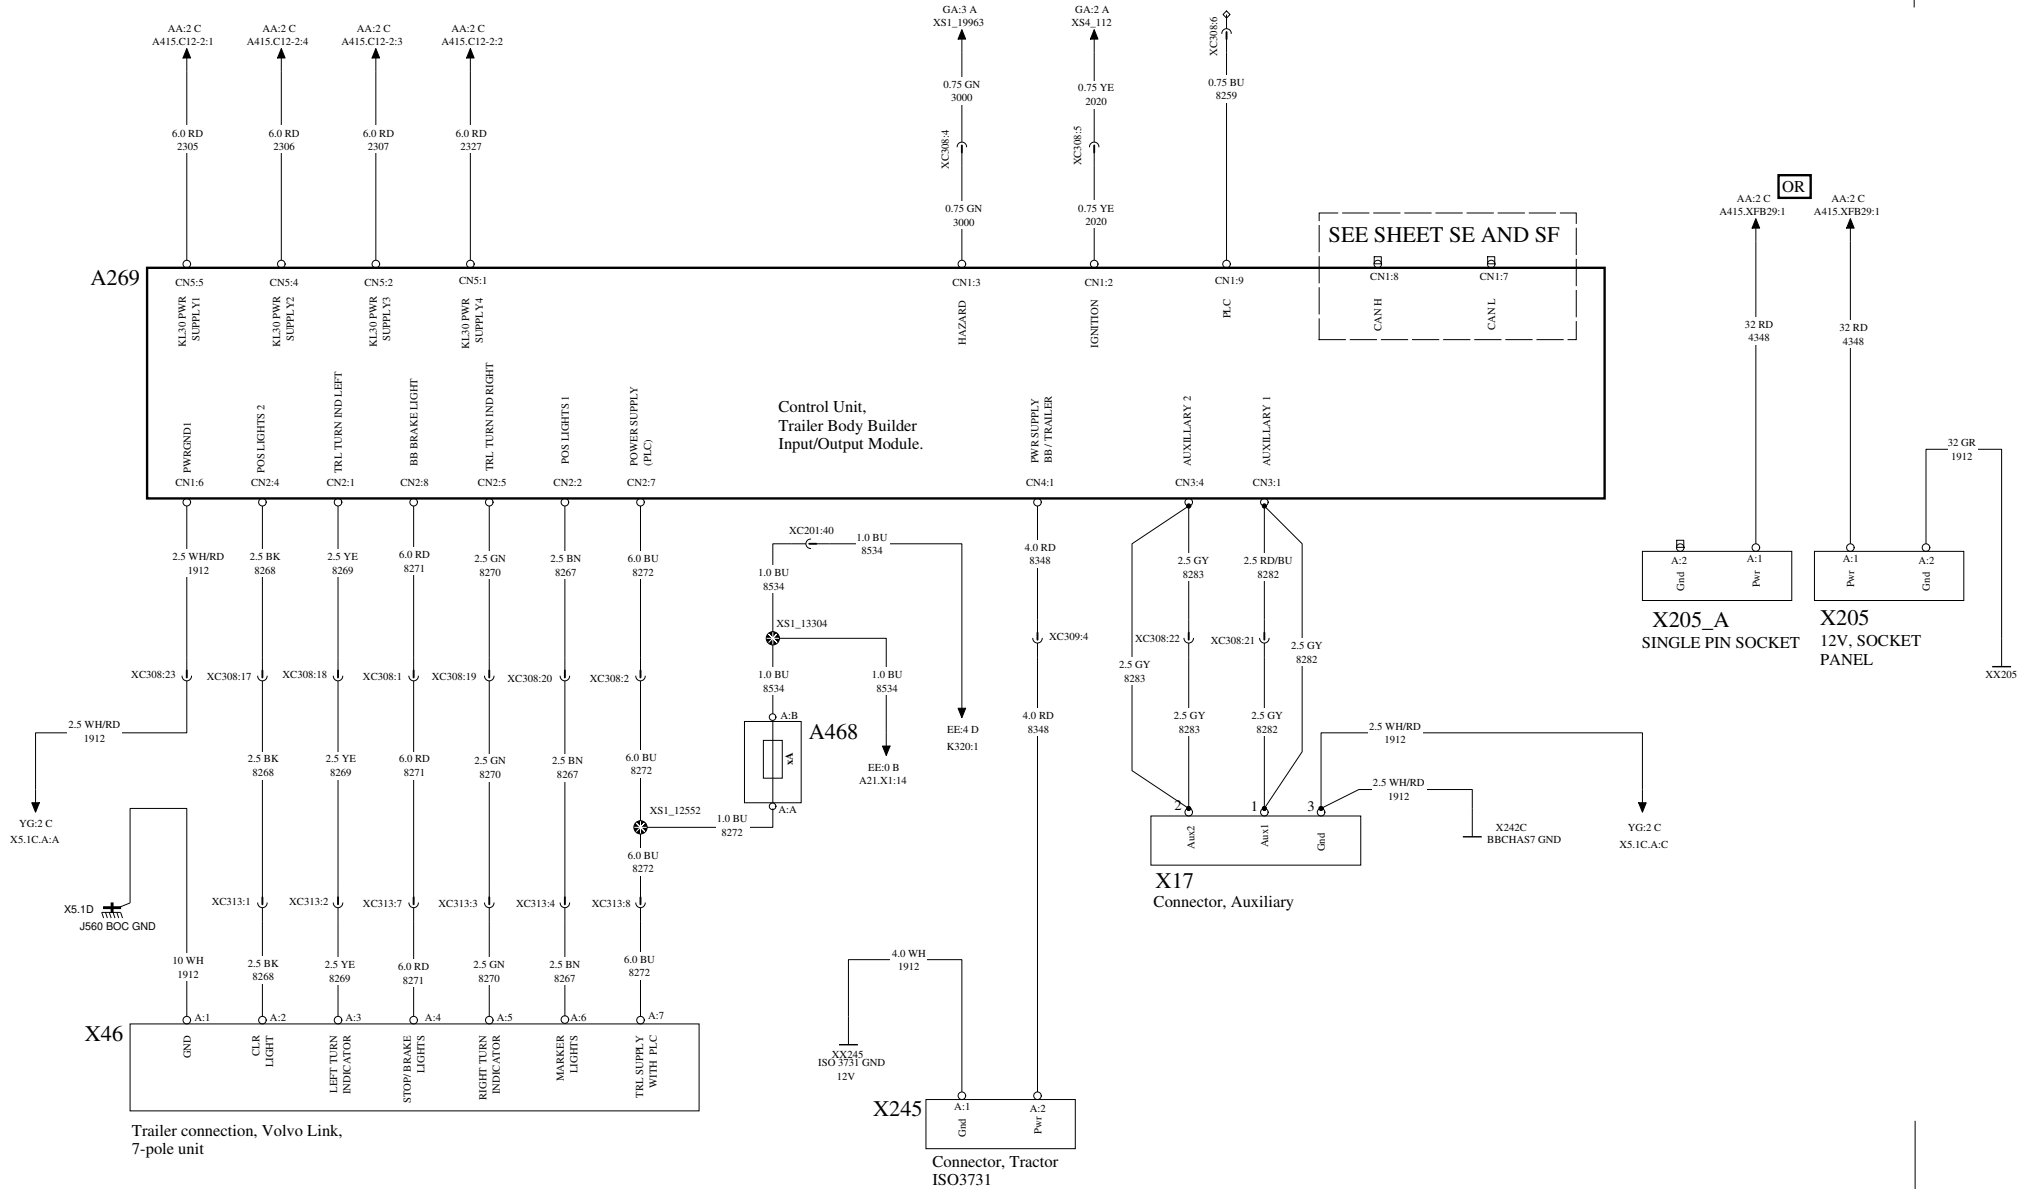 AA:2 C
A415.C12-2:1
AA:2 C
A415.C12-2:4
AA:2 C
A415.C12-2:3
AA:2 C
A415.C12-2:2
GA:3 A
XS1_19963
GA:2 A
XS4_112
XC308:6
6.0 RD
2305
6.0 RD
2306
6.0 RD
2307
6.0 RD
2327
0.75 GN
3000
0.75 YE
2020
0.75 BU
8259
XC308:4
XC308:5
0.75 GN
3000
0.75 YE
2020
OR
AA:2 C
A415.XFB29:1
AA:2 C
A415.XFB29:1
SEE SHEET SE AND SF
A269
CN5:5
CN5:4
CN5:2
CN5:1
CN1:3
CN1:2
CN1:9
CN1:8
CN1:7
KL30 PWR
SUPPLY1
KL30 PWR
SUPPLY2
KL30 PWR
SUPPLY3
KL30 PWR
SUPPLY4
HAZARD
IGNITION
PLC
CAN H
CAN L
32 RD
4348
32 RD
4348
PWRGND1
POS LIGHTS 2
TRL TURN IND LEFT
BB BRAKE LIGHT
TRL TURN IND RIGHT
POS LIGHTS 1
POWER SUPPLY
(PLC)
Control Unit,
Trailer Body Builder
Input/Output Module.
PWR SUPPLY
BB / TRAILER
AUXILLARY 2
AUXILLARY 1
CN1:6
CN2:4
CN2:1
CN2:8
CN2:5
CN2:2
CN2:7
CN4:1
CN3:4
CN3:1
32 GR
1912
2.5 WH/RD
1912
2.5 BK
8268
2.5 YE
8269
6.0 RD
8271
2.5 GN
8270
2.5 BN
8267
6.0 BU
8272
XC201:40
1.0 BU
8534
1.0 BU
8534
4.0 RD
8348
2.5 GY
8283
2.5 RD/BU
8282
A:2
Gnd
A:1
Pwr
A:1
Pwr
A:2
Gnd
X205_A
SINGLE PIN SOCKET
X205
12V, SOCKET
PANEL
XX205
XS1_13304
XC309:4
XC308:22
XC308:21
2.5 GY
8283
2.5 GY
8282
XC308:23
XC308:17
XC308:18
XC308:1
XC308:19
XC308:20
XC308:2
1.0 BU
8534
1.0 BU
8534
2.5 WH/RD
1912
A:B
A468
xA
A:A
EE:4 D
K320:1
EE:0 B
A21.X1:14
4.0 RD
8348
2.5 GY
8283
2.5 GY
8282
2.5 WH/RD
1912
2.5 BK
8268
2.5 YE
8269
6.0 RD
8271
2.5 GN
8270
2.5 BN
8267
6.0 BU
8272
2.5 WH/RD
1912
YG:2 C
X5.1C.A:A
XS1_12552
1.0 BU
8272
2
1
3
Aux2
Aux1
Gnd
X242C
BBCHAS7 GND
YG:2 C
X5.1C.A:C
6.0 BU
8272
X17
Connector, Auxiliary
X5.1D
J560 BOC GND
XC313:1
XC313:2
XC313:7
XC313:3
XC313:4
XC313:8
10 WH
1912
2.5 BK
8268
2.5 YE
8269
6.0 RD
8271
2.5 GN
8270
2.5 BN
8267
6.0 BU
8272
4.0 WH
1912
X46
A:1
A:2
A:3
A:4
A:5
A:6
A:7
GND
CLR
LIGHT
LEFT TURN
INDICATOR
STOP/ BRAKE
LIGHTS
RIGHT TURN
INDICATOR
MARKER
LIGHTS
TRL SUPPLY
WITH PLC
XX245
ISO 3731 GND
12V
X245
A:1
Gnd
A:2
Pwr
Trailer connection, Volvo Link,
7-pole unit
Connector, Tractor
ISO3731